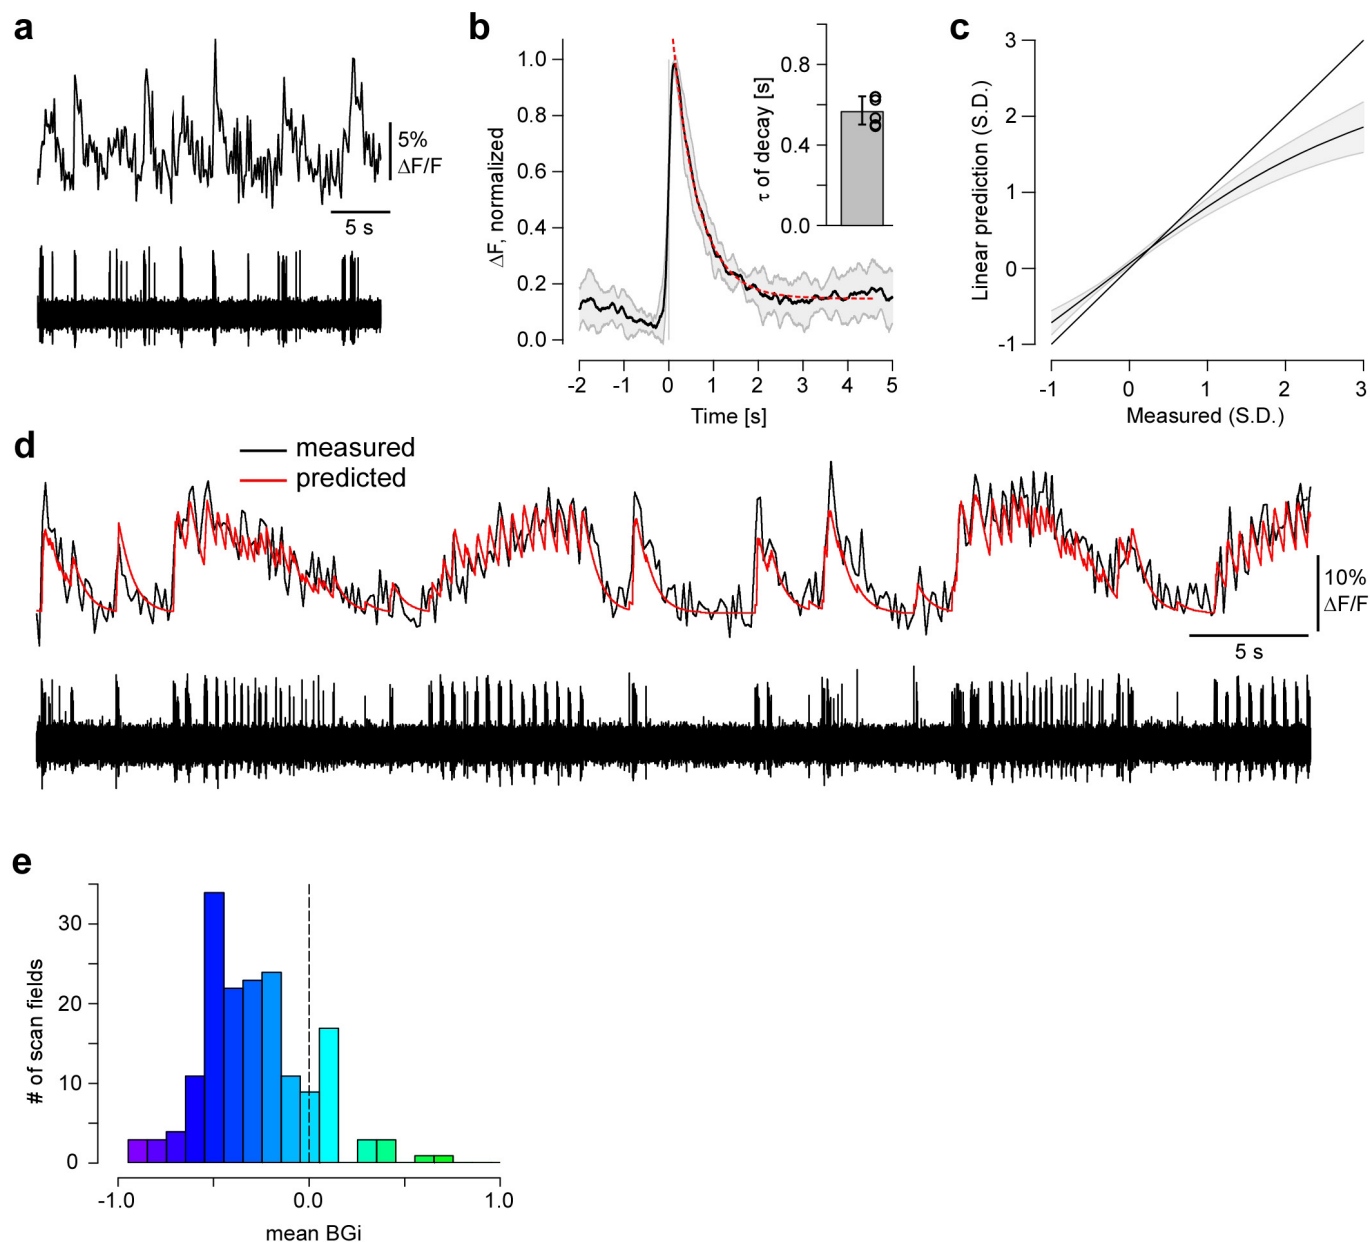 a
5%
ΔF/F
5 s
b
ΔF, normalized
1.0
0.8
0.6
0.4
0.2
0.0
-2 -1 0 1 2 3 4 5
Time [s]
τ of decay [s]
0.8
0.4
0.0
c
Linear prediction (S.D.)
3
2
1
0
-1
-1 0 1 2 3
Measured (S.D.)
d
measured
predicted
10%
ΔF/F
5 s
e
# of scan fields
30
20
10
0
-1.0 0.0 1.0
mean BGi